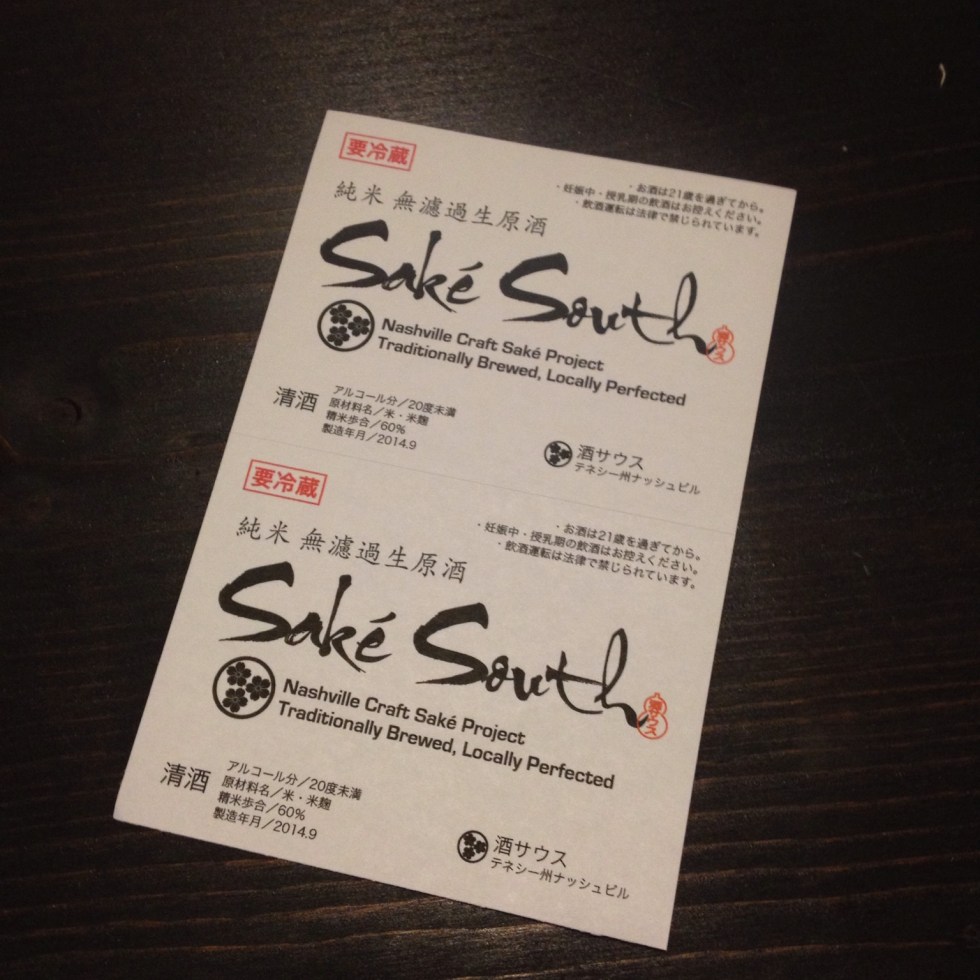 要冷蔵
・お酒は21歳を過ぎてから。
・妊娠中・授乳期の飲酒はお控えください。
・飲酒運転は法律で禁じられています。
純米 無濾過生原酒
Saké South
酒サウス
Nashville Craft Saké Project
Traditionally Brewed, Locally Perfected
清酒
アルコール分／20度未満
原材料名／米・米麹
精米歩合／60%
製造年月／2014.9
酒サウス
テネシー州ナッシュビル
要冷蔵
・お酒は21歳を過ぎてから。
・妊娠中・授乳期の飲酒はお控えください。
・飲酒運転は法律で禁じられています。
純米 無濾過生原酒
Saké South
酒サウス
Nashville Craft Saké Project
Traditionally Brewed, Locally Perfected
清酒
アルコール分／20度未満
原材料名／米・米麹
精米歩合／60%
製造年月／2014.9
酒サウス
テネシー州ナッシュビル